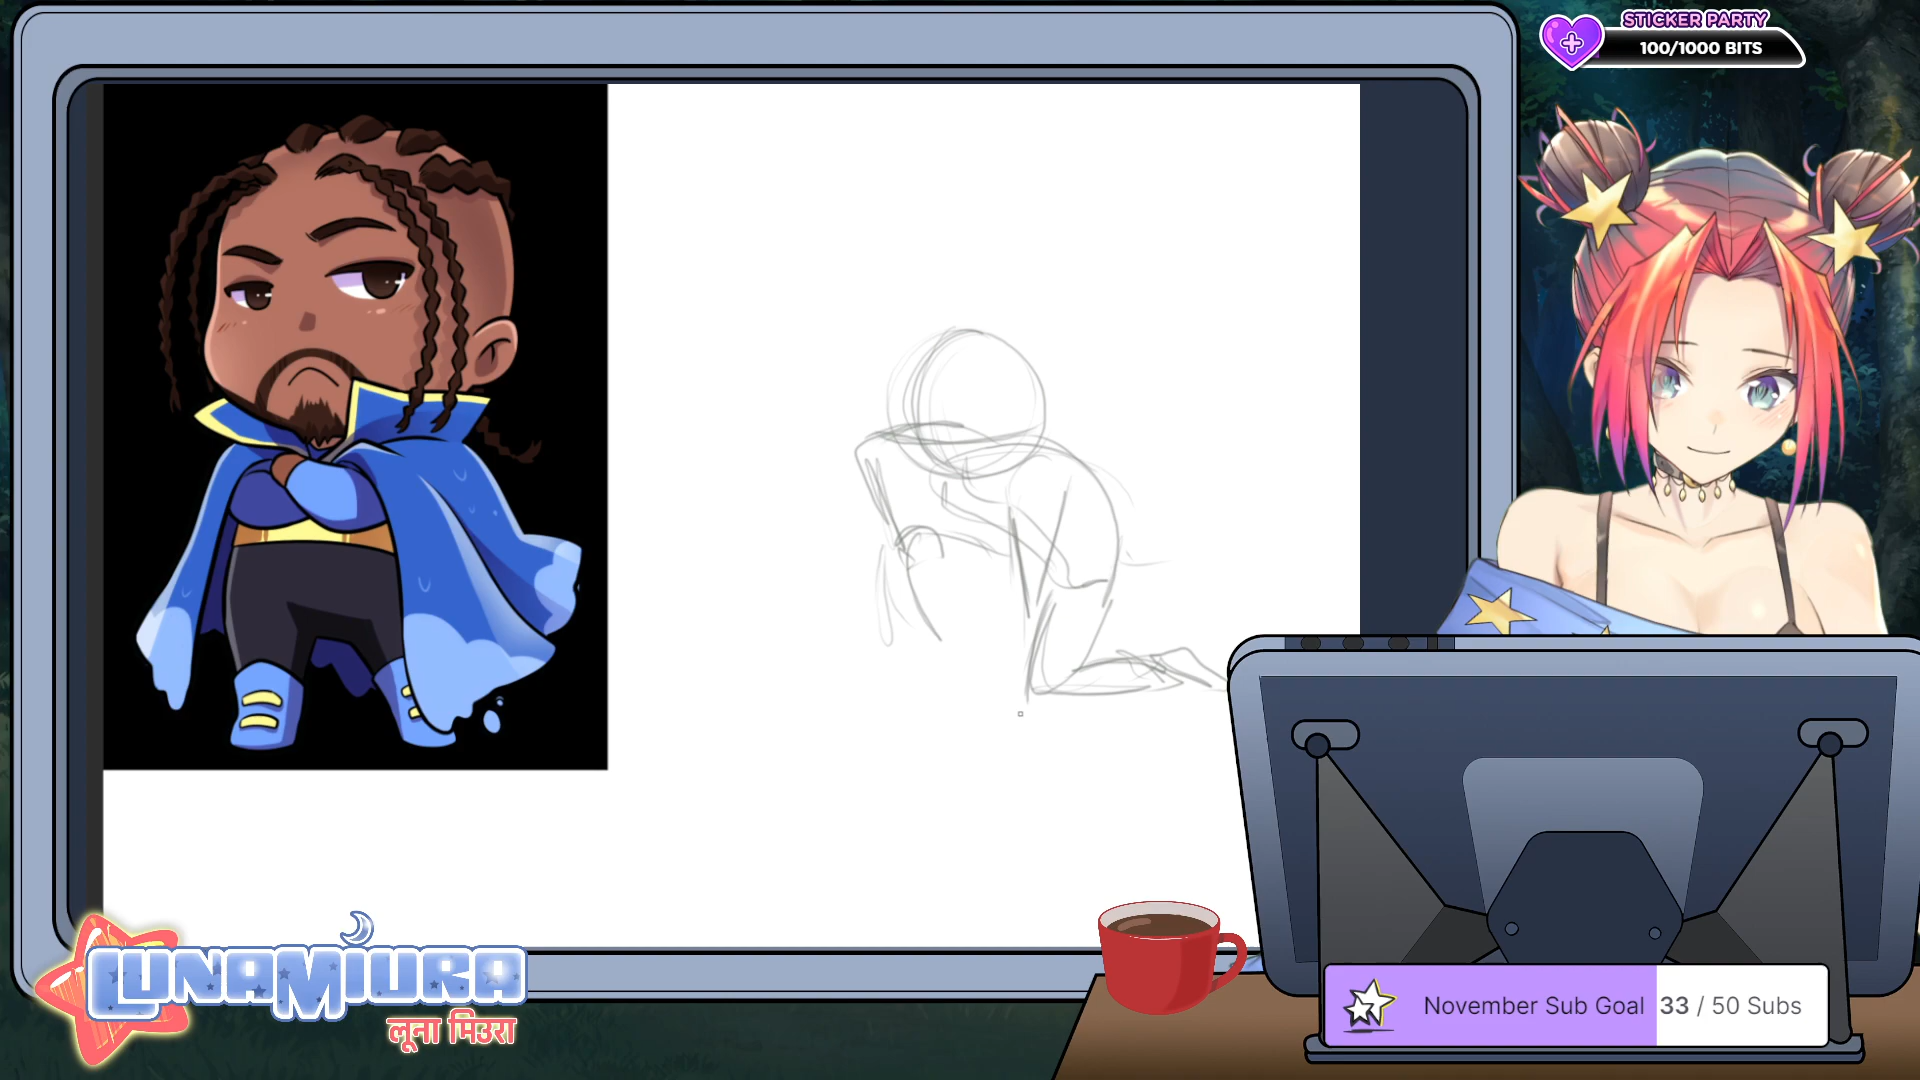 STICKER PARTY
100/1000 BITS
LUNAMIURA
लूना मिउरा
November Sub Goal 33 / 50 Subs